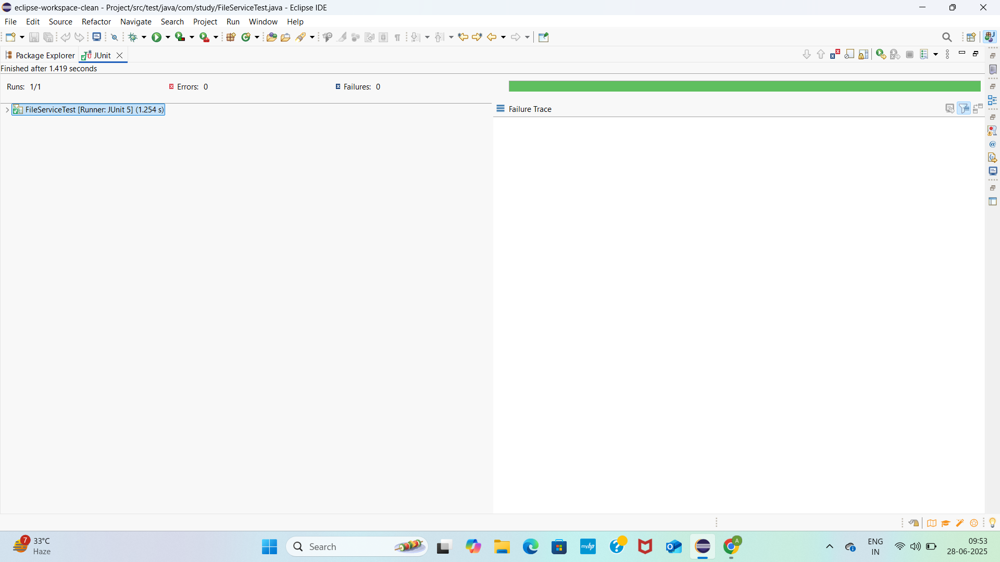 eclipse-workspace-clean - Project/src/test/java/com/study/FileServiceTest.java - Eclipse IDE
File Edit Source Refactor Navigate Search Project Run Window Help
Package Explorer JUnit
Finished after 1.419 seconds
Runs: 1/1 Errors: 0 Failures: 0
FileServiceTest [Runner: JUnit 5] (1.254 s)
Failure Trace
7 33°C
Haze
Search
myhp
A
ENG
IN
09:53
28-06-2025